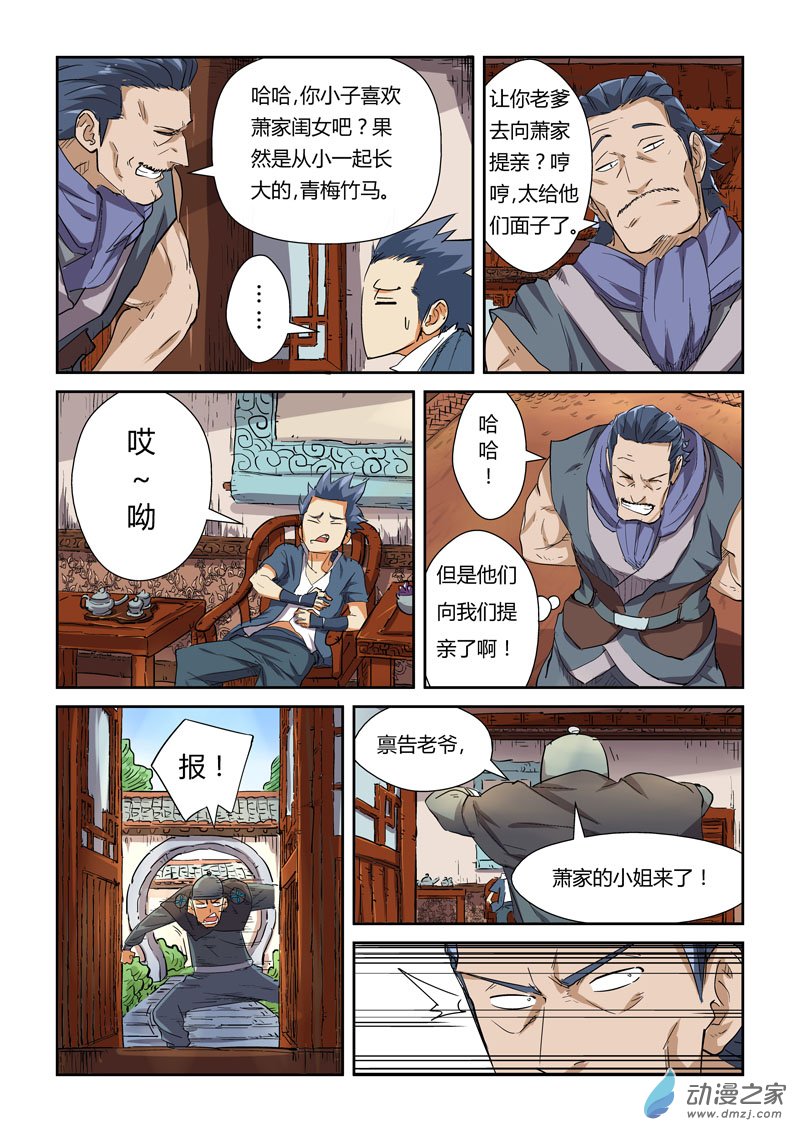 哈哈,你小子喜欢
萧家闺女吧？果
然是从小一起长
大的,青梅竹马。
……
让你老爹
去向萧家
提亲？哼
哼,太给他
们面子了。
哎
~
呦
哈
哈
！
但是他们
向我们提
亲了啊！
报！
禀告老爷,
萧家的小姐来了！
动漫之家
www.dmzj.com